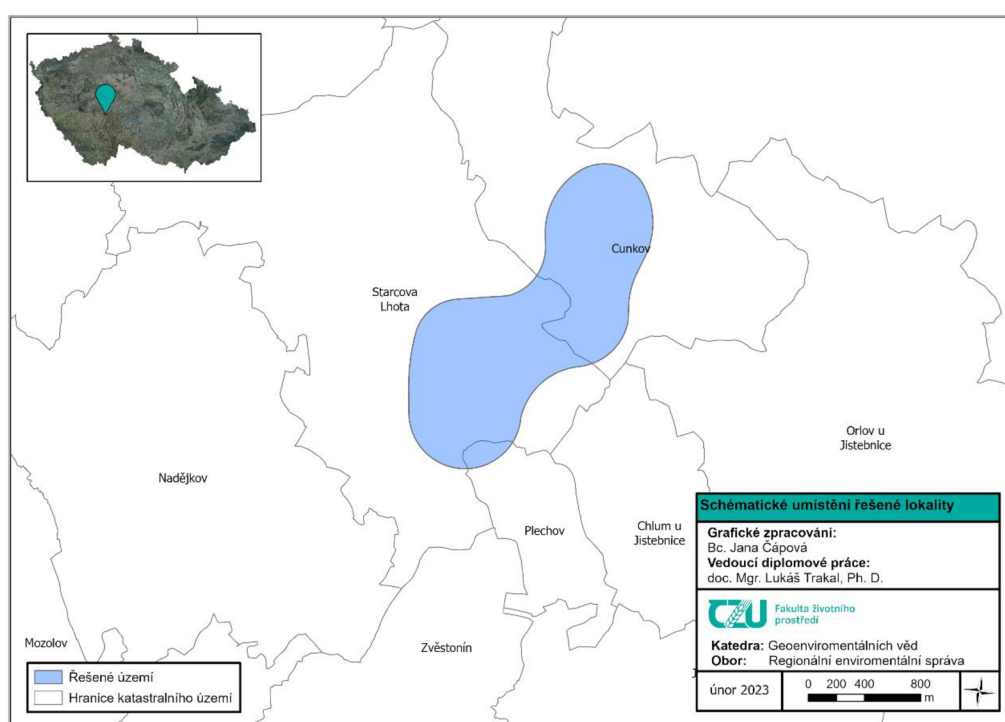 Cunkov
Starcova
Lhota
Orlov u
Jistebnice
Nadějkov
Plechov
Chlum u
Jistebnice
Mozolov
Zvěstonín
Řešené území
Hranice katastralního území
Schématické umístění řešené lokality
Grafické zpracování:
Bc. Jana Čápová
Vedoucí diplomové práce:
doc. Mgr. Lukáš Trakal, Ph. D.
CZU Fakulta životního
prostředí
Katedra: Geoenviromentálních věd
Obor: Regionální enviromentální správa
únor 2023
0 200 400 800
m